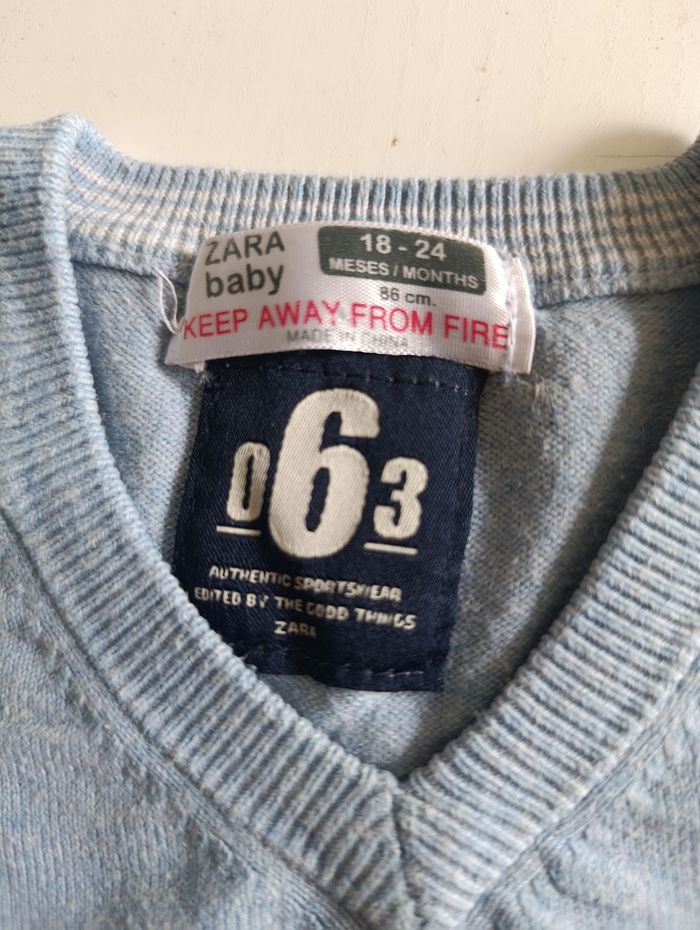 ZARA
baby
18 - 24
MESES / MONTHS
86 cm.
KEEP AWAY FROM FIRE
MADE IN CHINA
063
AUTHENTIC SPORTSWEAR
EDITED BY THE GOOD THINGS
ZARA